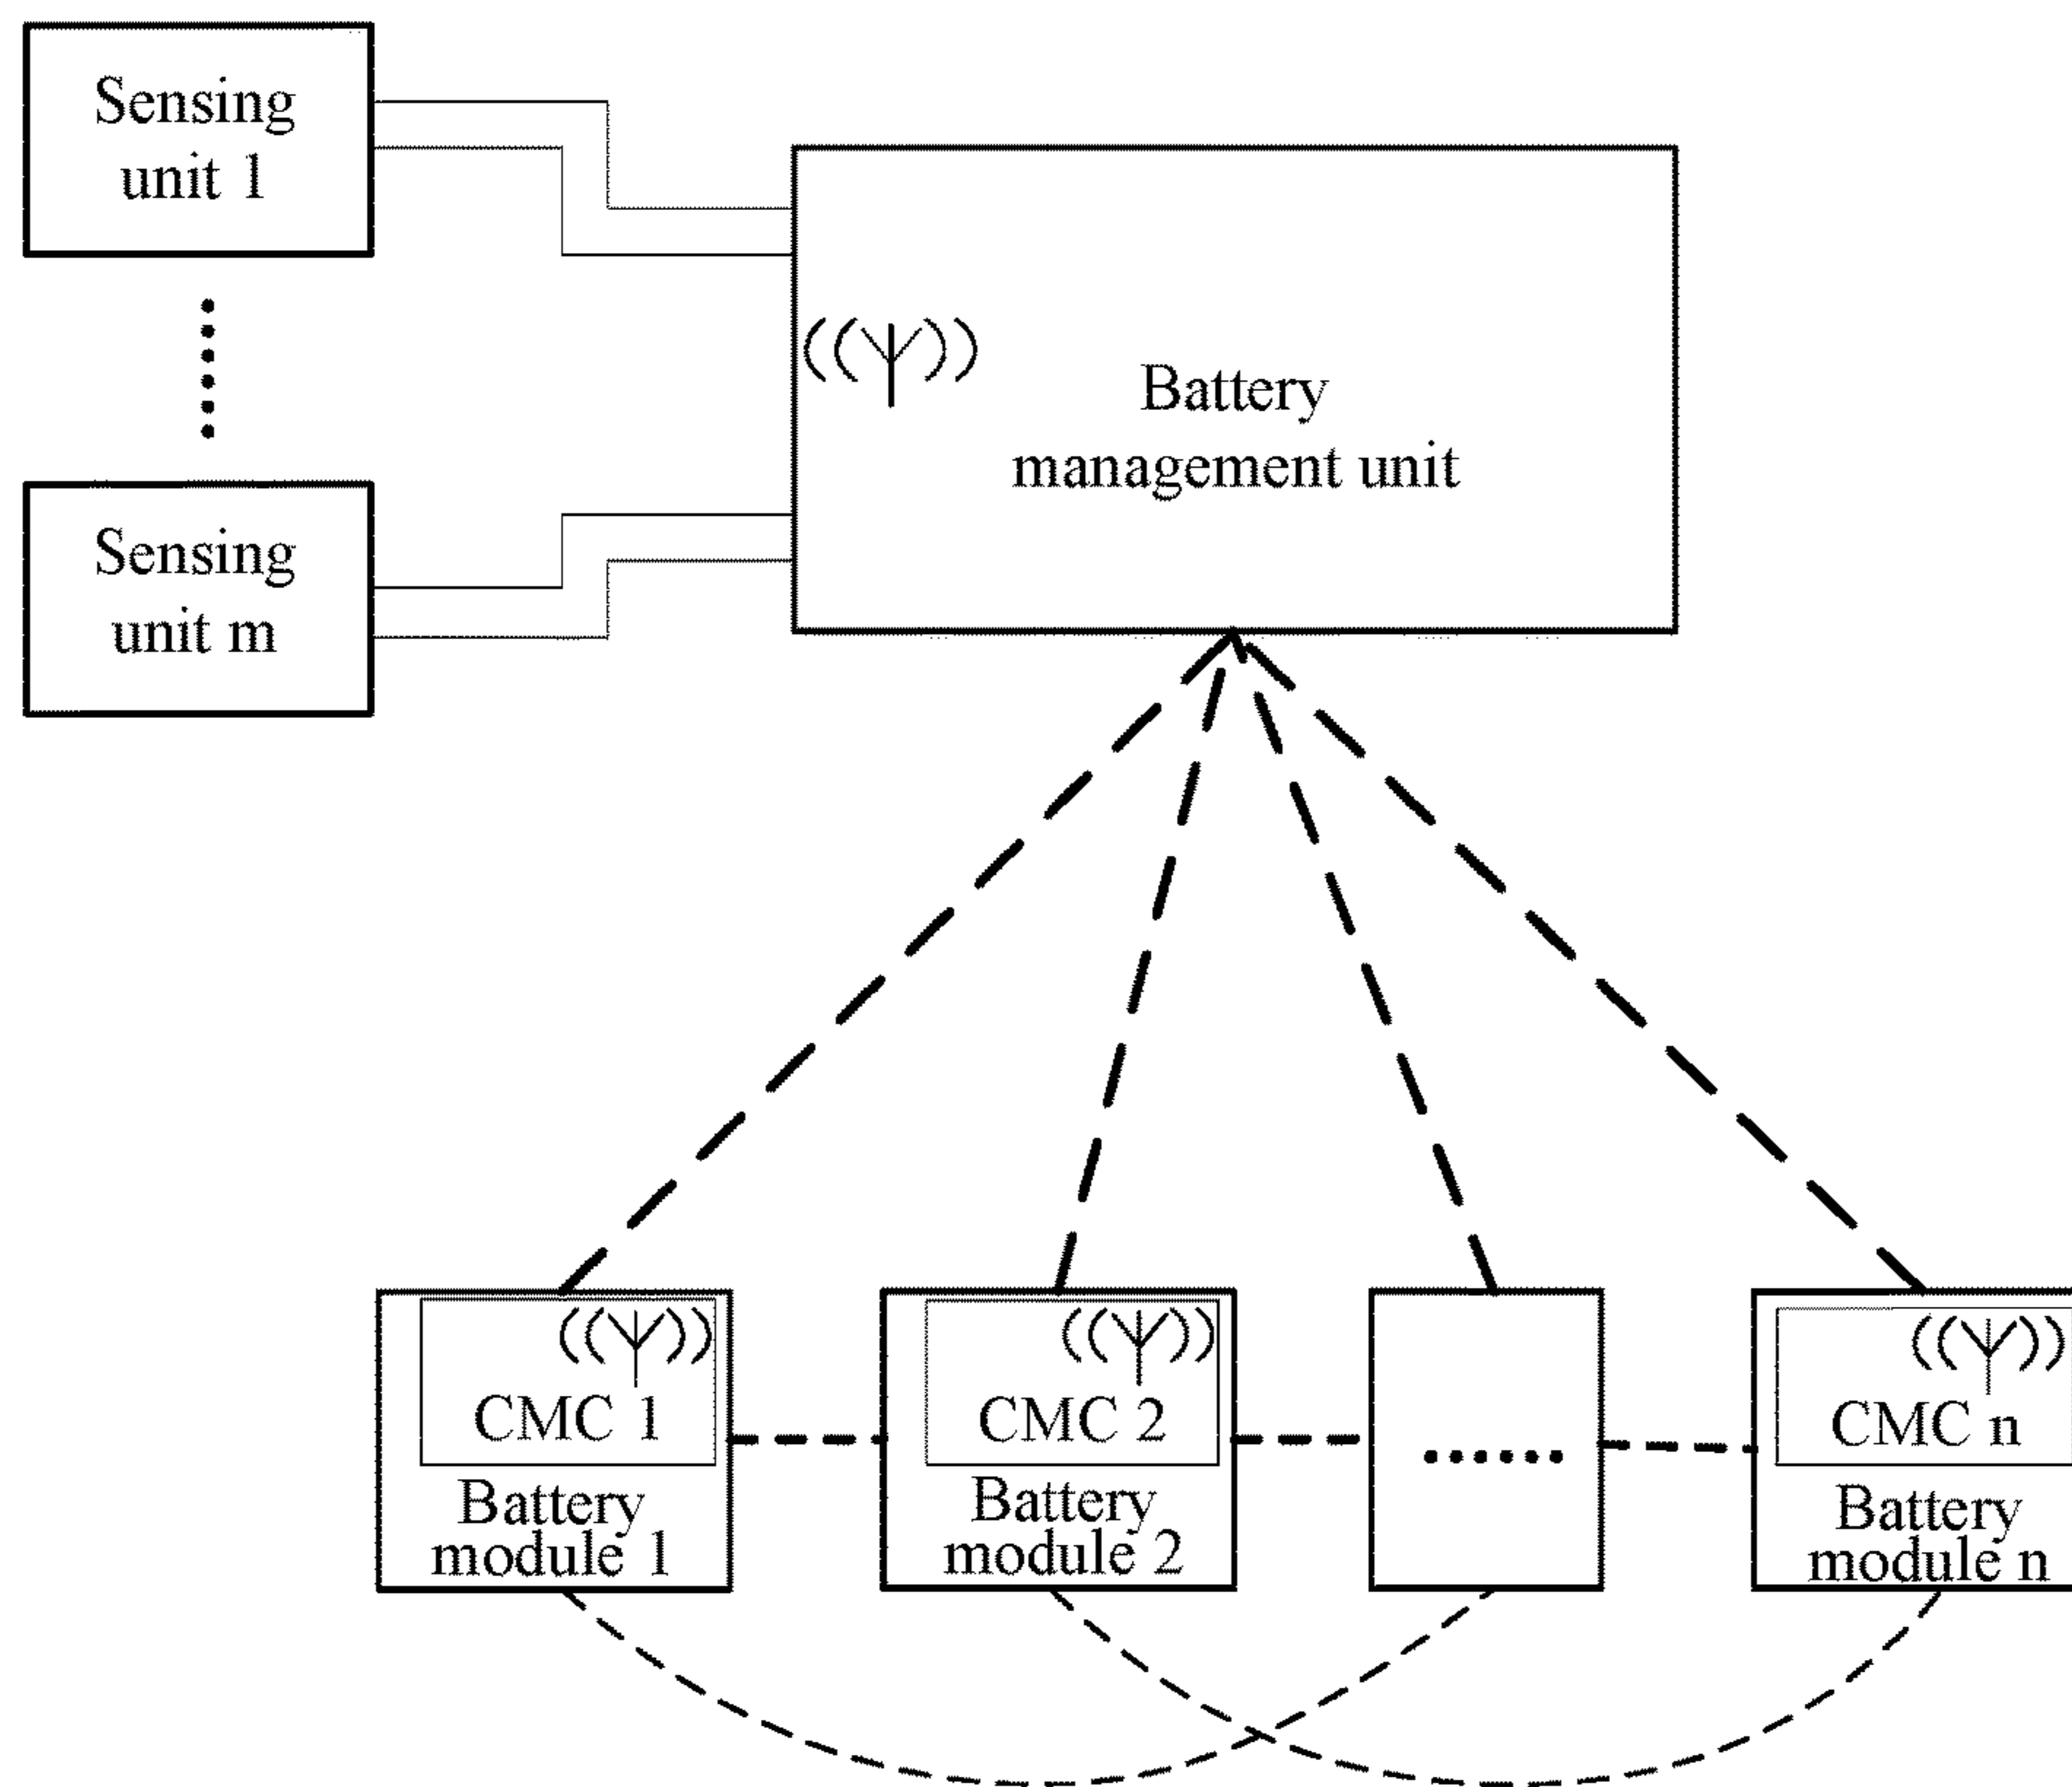 Sensing
unit 1
Battery
management unit
Sensing
unit m
CMC 1
Battery
module 1
CMC 2
Battery
module 2
......
CMC n
Battery
module n